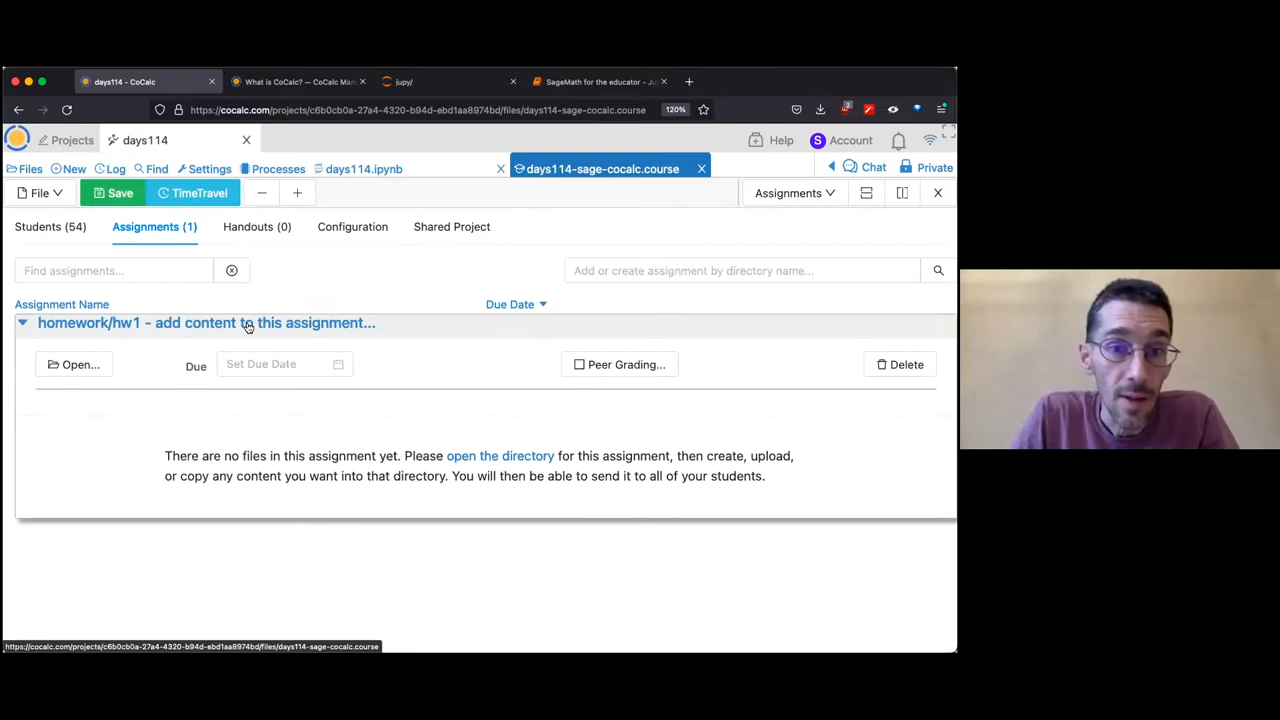 days114 - CoCalc
What is CoCalc? — CoCalc Man
jupy/
SageMath for the educator - Ju
https://cocalc.com/projects/c6b0cb0a-27a4-4320-b94d-ebd1aa8974bd/files/days114-sage-cocalc.course
120%
2
Projects
days114
Help
S
Account
Files
New
Log
Find
Settings
Processes
days114.ipynb
days114-sage-cocalc.course
Chat
Private
File
Save
TimeTravel
Assignments
Students (54)
Assignments (1)
Handouts (0)
Configuration
Shared Project
Find assignments...
Add or create assignment by directory name...
Assignment Name
Due Date
homework/hw1 - add content to this assignment...
Open...
Due
Set Due Date
Peer Grading...
Delete
There are no files in this assignment yet. Please open the directory for this assignment, then create, upload,
or copy any content you want into that directory. You will then be able to send it to all of your students.
https://cocalc.com/projects/c6b0cb0a-27a4-4320-b94d-ebd1aa8974bd/files/days114-sage-cocalc.course